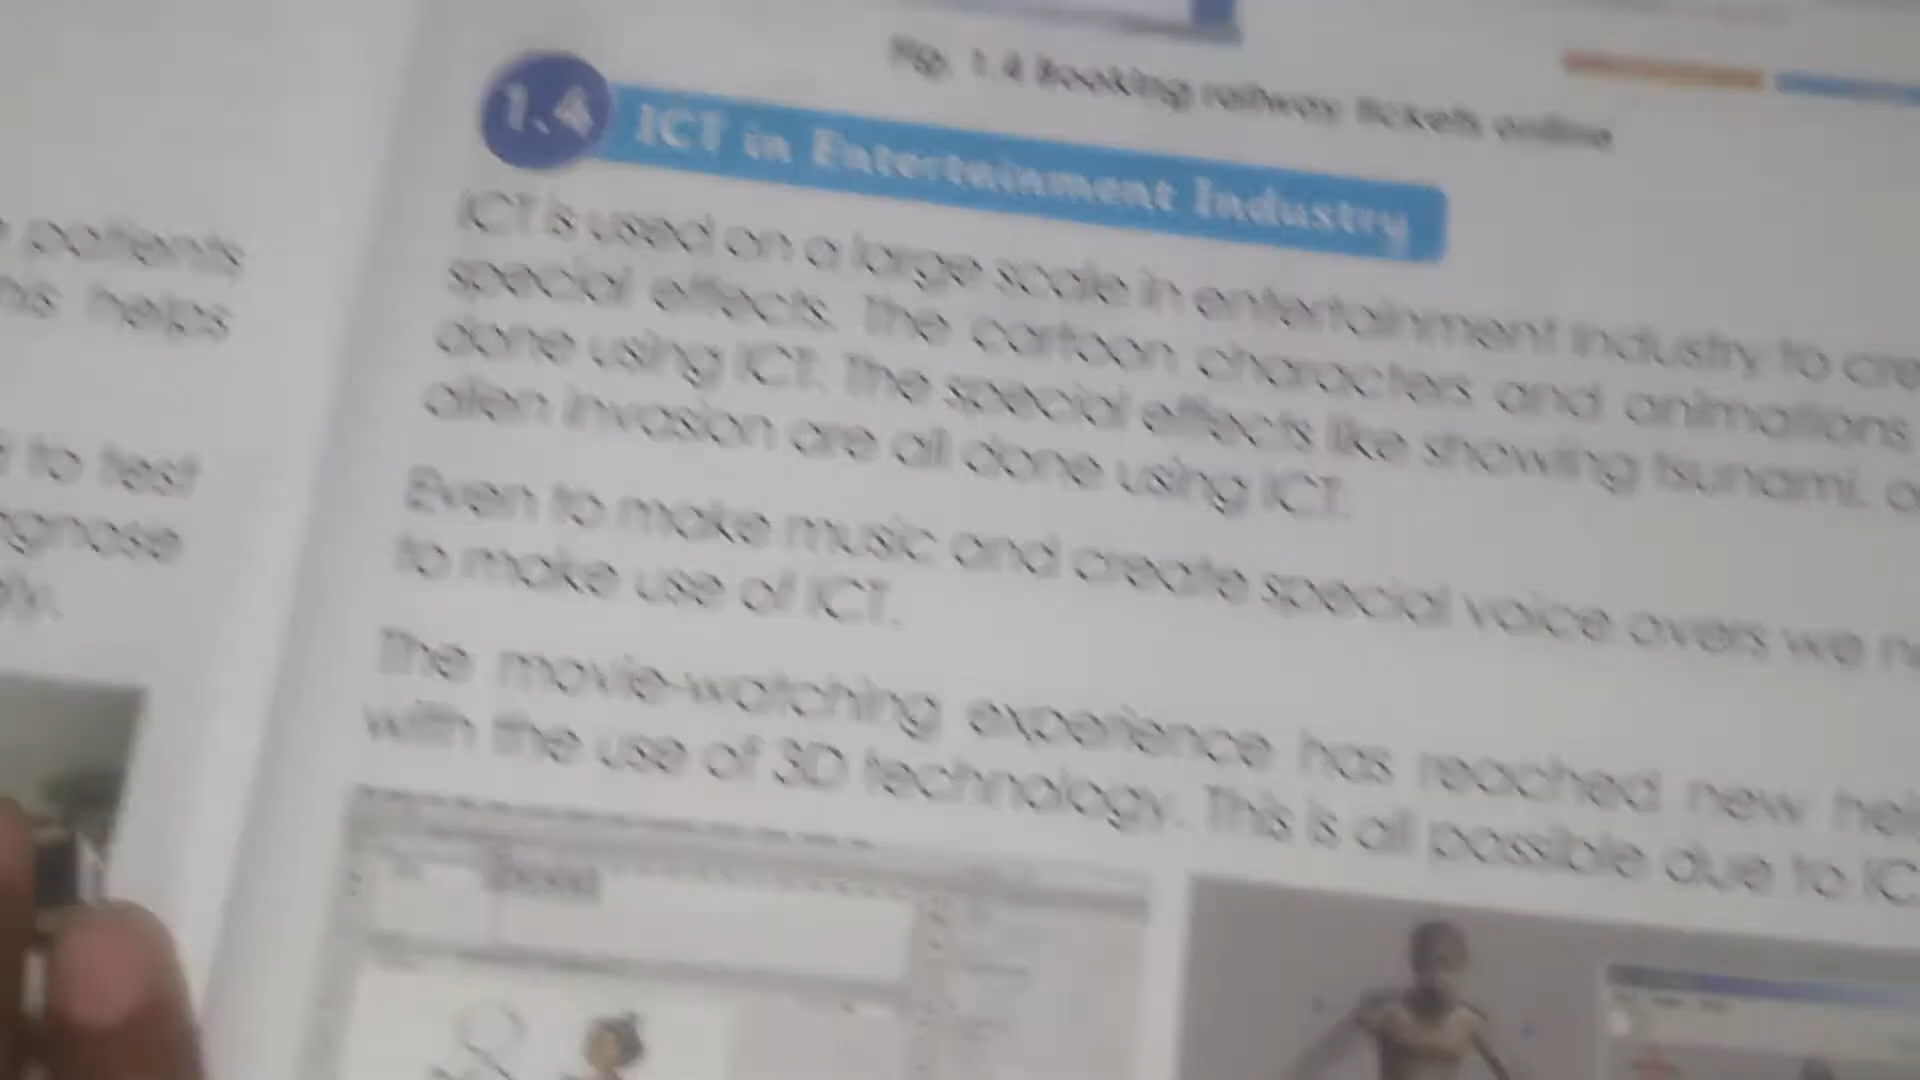 patients
helps
to test
Fig. 1.4 Booking railway tickets online
1.4 ICT in Entertainment Industry
ICT is used on a large scale in entertainment industry to cre
special effects. The cartoon characters and animations
done using ICT. The special effects like showing tsunami, o
alien invasion are all done using ICT.
Even to make music and create special voice overs we n
to make use of ICT.
The movie-watching experience has reached new hei
with the use of 3D technology. This is all possible due to IC